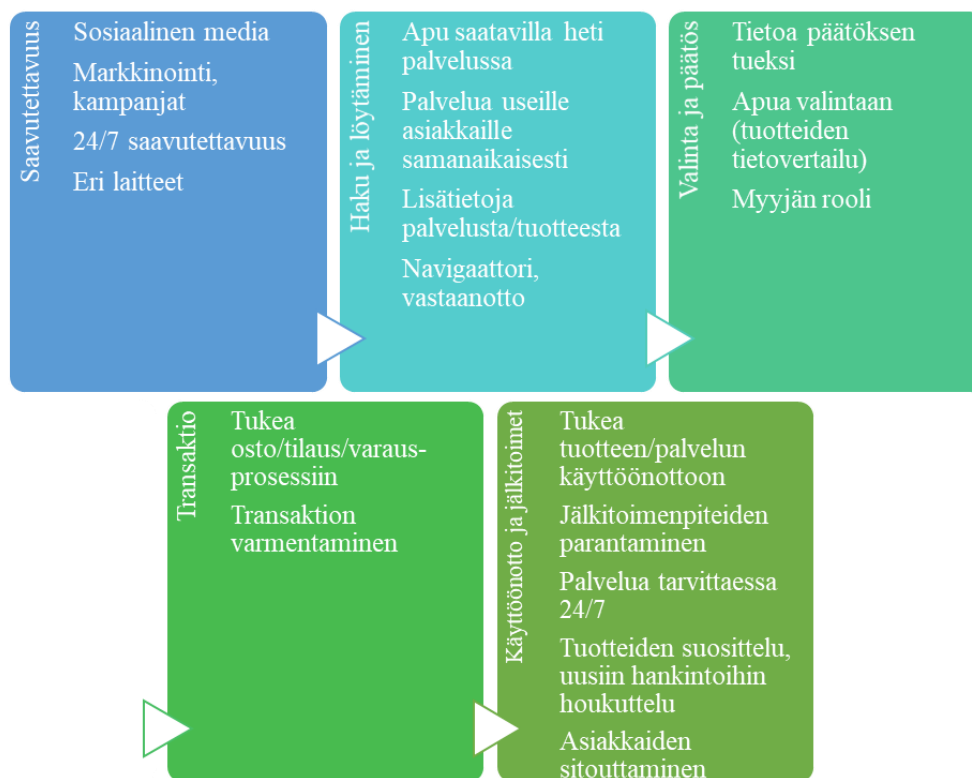 Saavutettavuus
Sosiaalinen media
Markkinointi,
kampanjat
24/7 saavutettavuus
Eri laitteet
Haku ja löytäminen
Apu saatavilla heti
palvelussa
Palvelua useille
asiakkaille
samanaikaisesti
Lisätietoja
palvelusta/tuotteesta
Navigaattori,
vastaanotto
Valinta ja päätös
Tietoa päätöksen
tueksi
Apua valintaan
(tuotteiden
tietovertailu)
Myyjän rooli
Transaktio
Tukea
osto/tilaus/varaus-
prosessiin
Transaktion
varmentaminen
Käyttöönotto ja jälkitoimet
Tukea
tuotteen/palvelun
käyttöönottoon
Jälkitoimenpiteiden
parantaminen
Palvelua tarvittaessa
24/7
Tuotteiden suosittelu,
uusiin hankintoihin
houkuttelu
Asiakkaiden
sitouttaminen